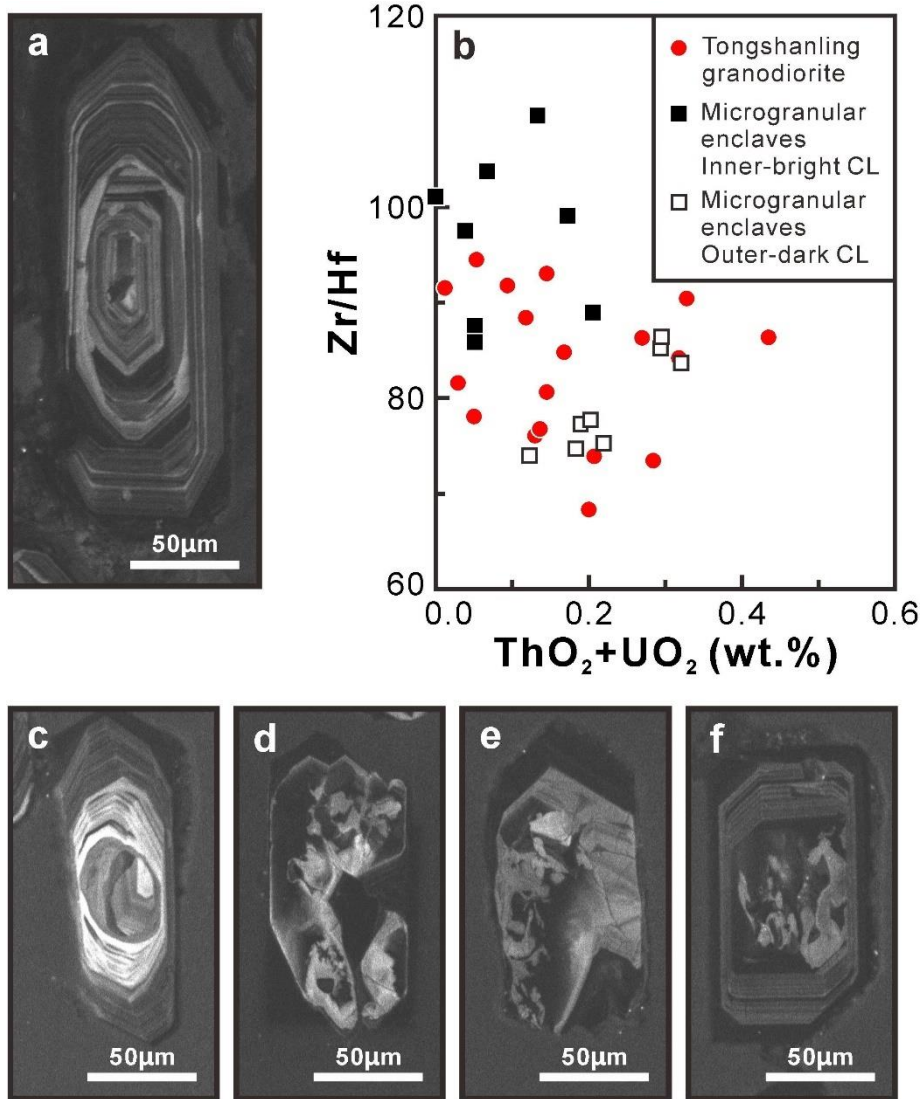 a
50µm
b
Tongshanling
granodiorite
Microgranular
enclaves
Inner-bright CL
Microgranular
enclaves
Outer-dark CL
120
100
80
60
Zr/Hf
0.0 0.2 0.4 0.6
ThO₂+UO₂ (wt.%)
c
50µm
d
50µm
e
50µm
f
50µm